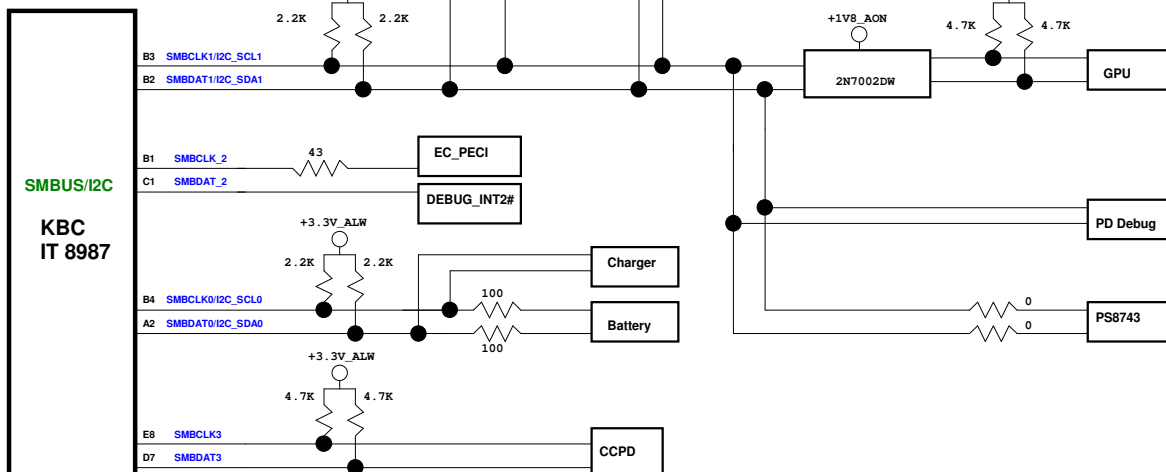 2.2K 2.2K
+1V8_AON
4.7K 4.7K
B3 SMBCLK1/I2C_SCL1
B2 SMBDAT1/I2C_SDA1
2N7002DW
GPU
43
EC_PECI
B1 SMBCLK_2
C1 SMBDAT_2
DEBUG_INT2#
SMBUS/I2C
KBC
IT 8987
PD Debug
+3.3V_ALW
2.2K 2.2K
Charger
B4 SMBCLK0/I2C_SCL0
100
A2 SMBDAT0/I2C_SDA0
100
Battery
0
0
PS8743
+3.3V_ALW
4.7K 4.7K
E8 SMBCLK3
D7 SMBDAT3
CCPD